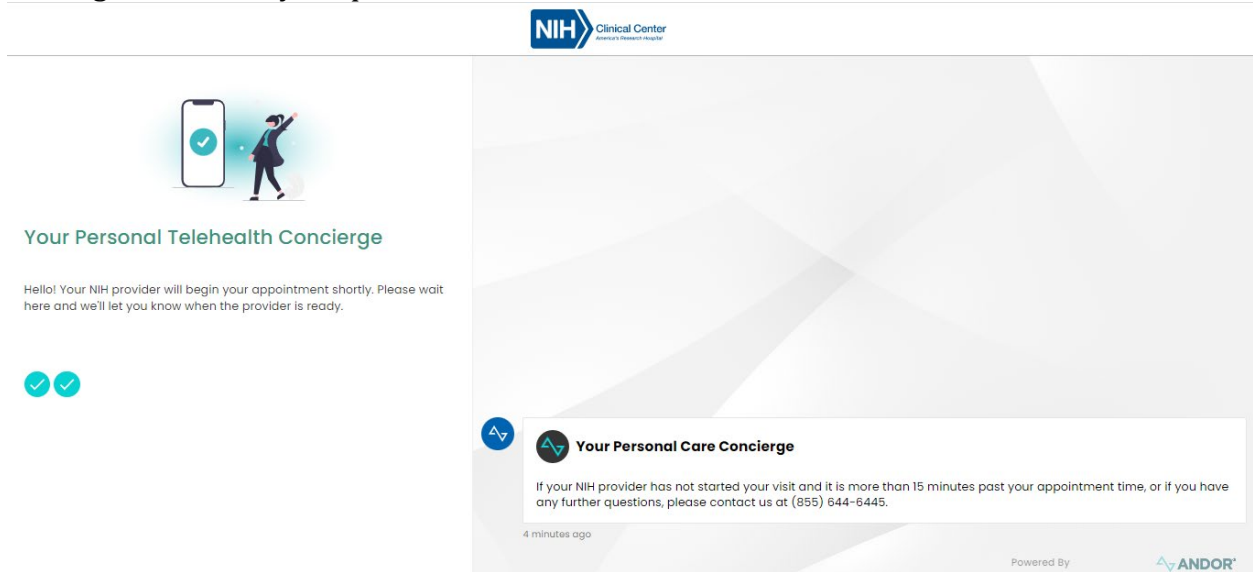 NIH
Clinical Center
America's Research Hospital
Your Personal Telehealth Concierge
Hello! Your NIH provider will begin your appointment shortly. Please wait
here and we'll let you know when the provider is ready.
Your Personal Care Concierge
If your NIH provider has not started your visit and it is more than 15 minutes past your appointment time, or if you have
any further questions, please contact us at (855) 644-6445.
4 minutes ago
Powered By
ANDOR